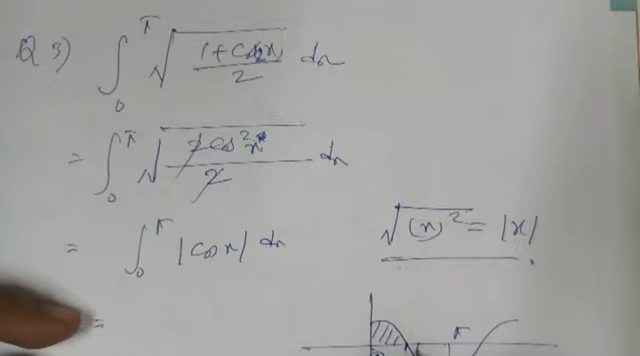 Q 3) ∫₀^π √((1+cos2x)/2) dx
= ∫₀^π √(2cos²x/2) dx
= ∫₀^π |cos x| dx
√(x)² = |x|
=
π